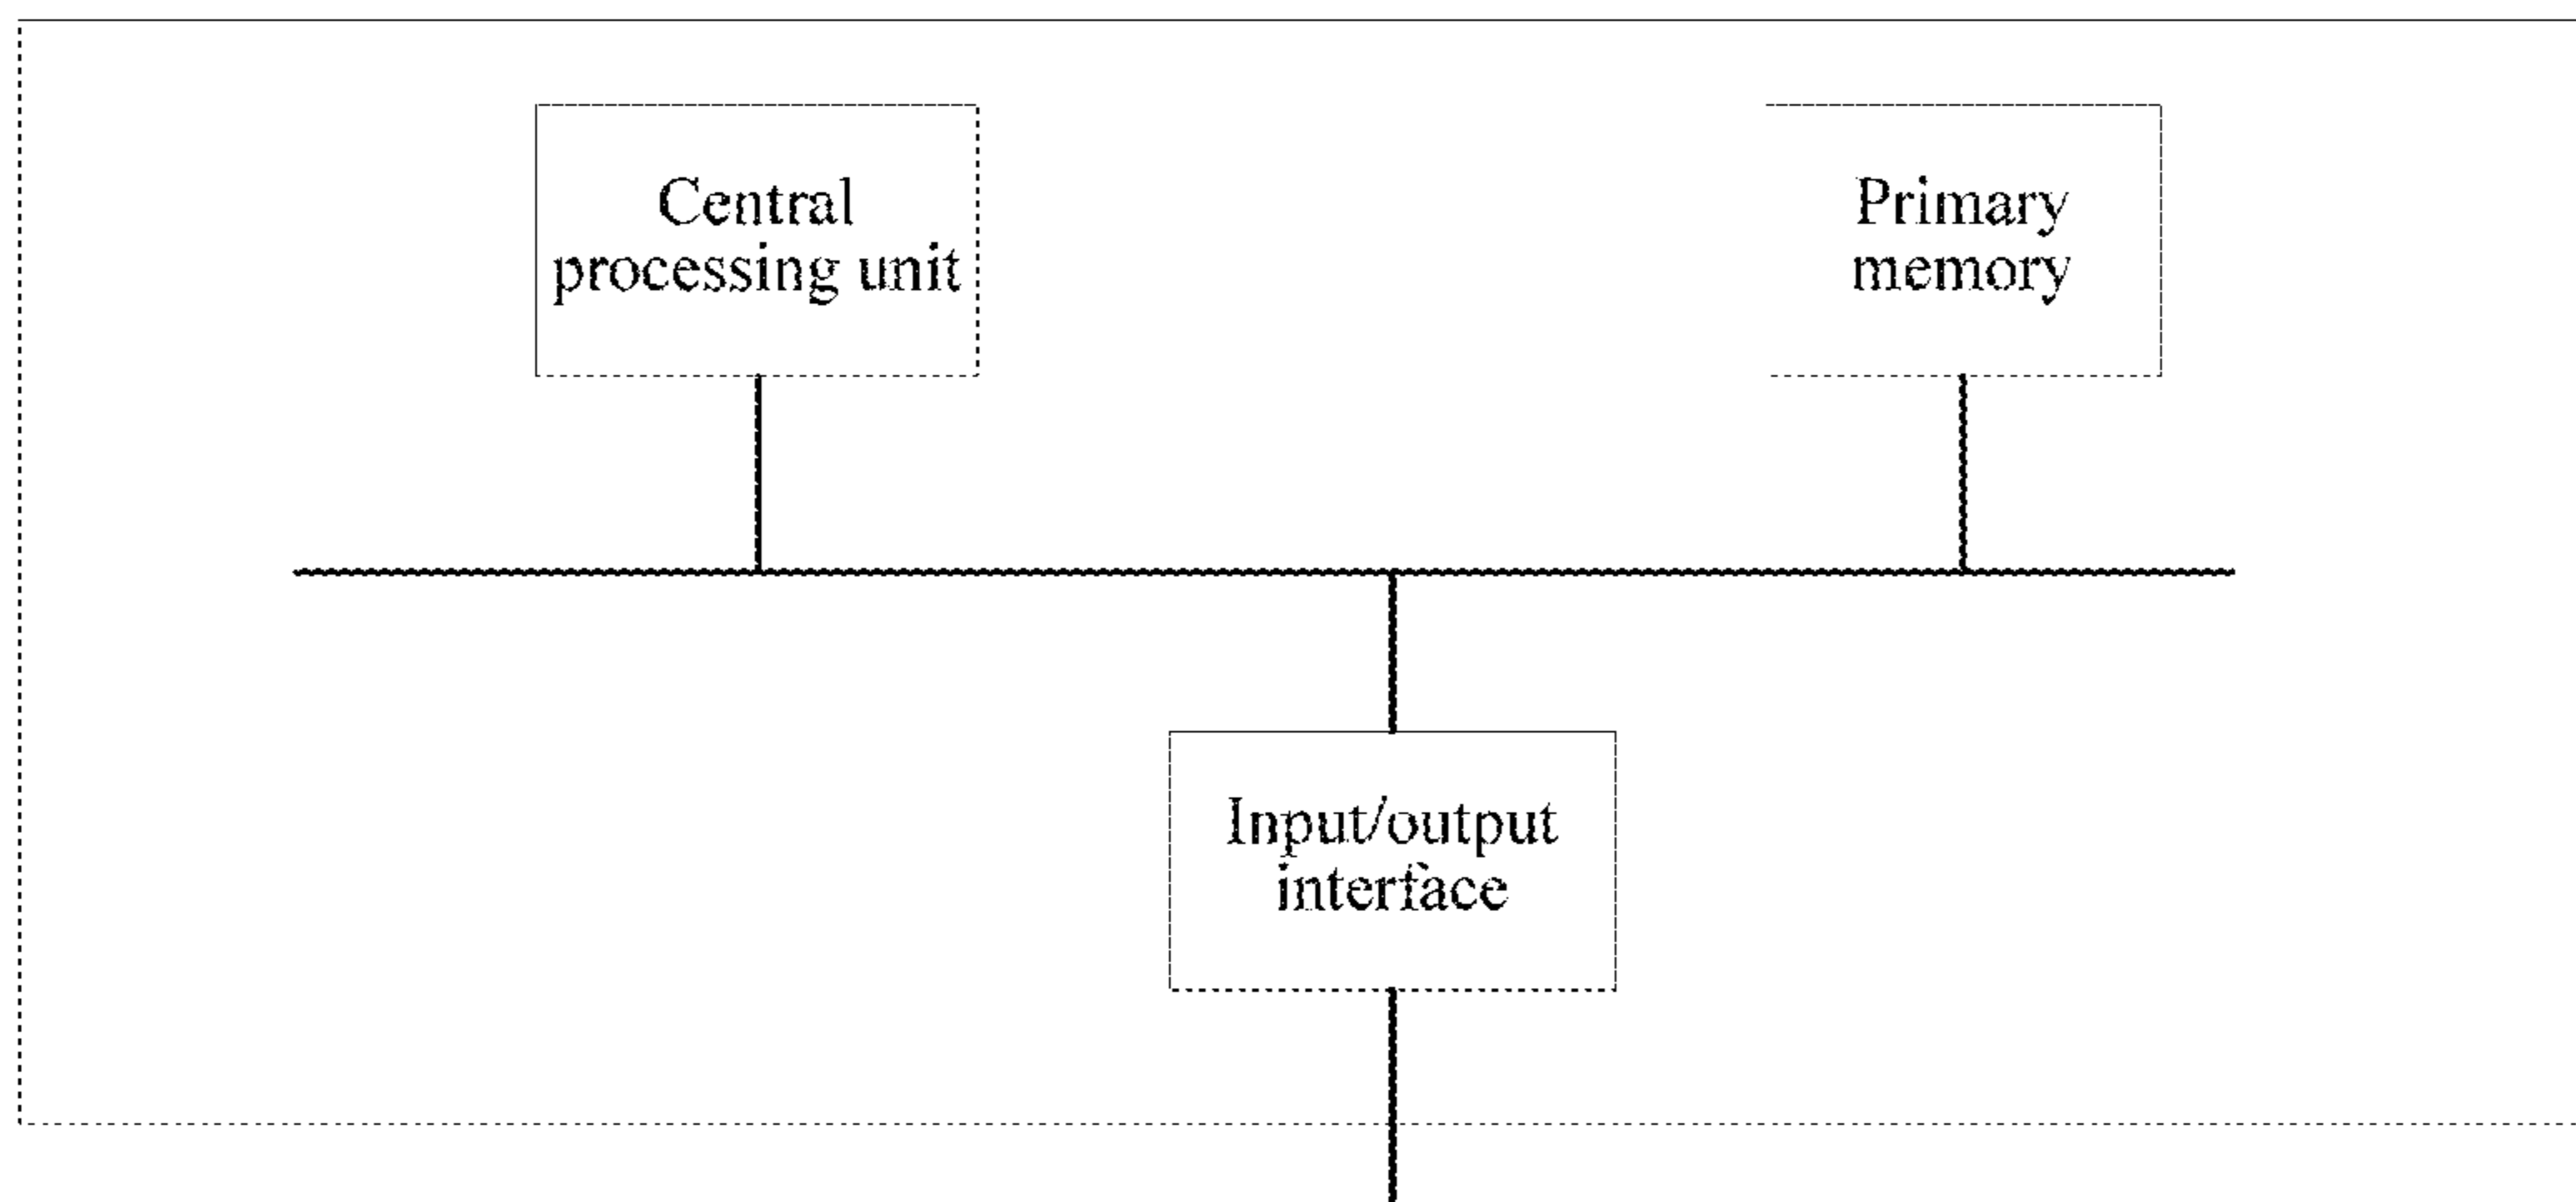 Central
processing unit
Primary
memory
Input/output
interface